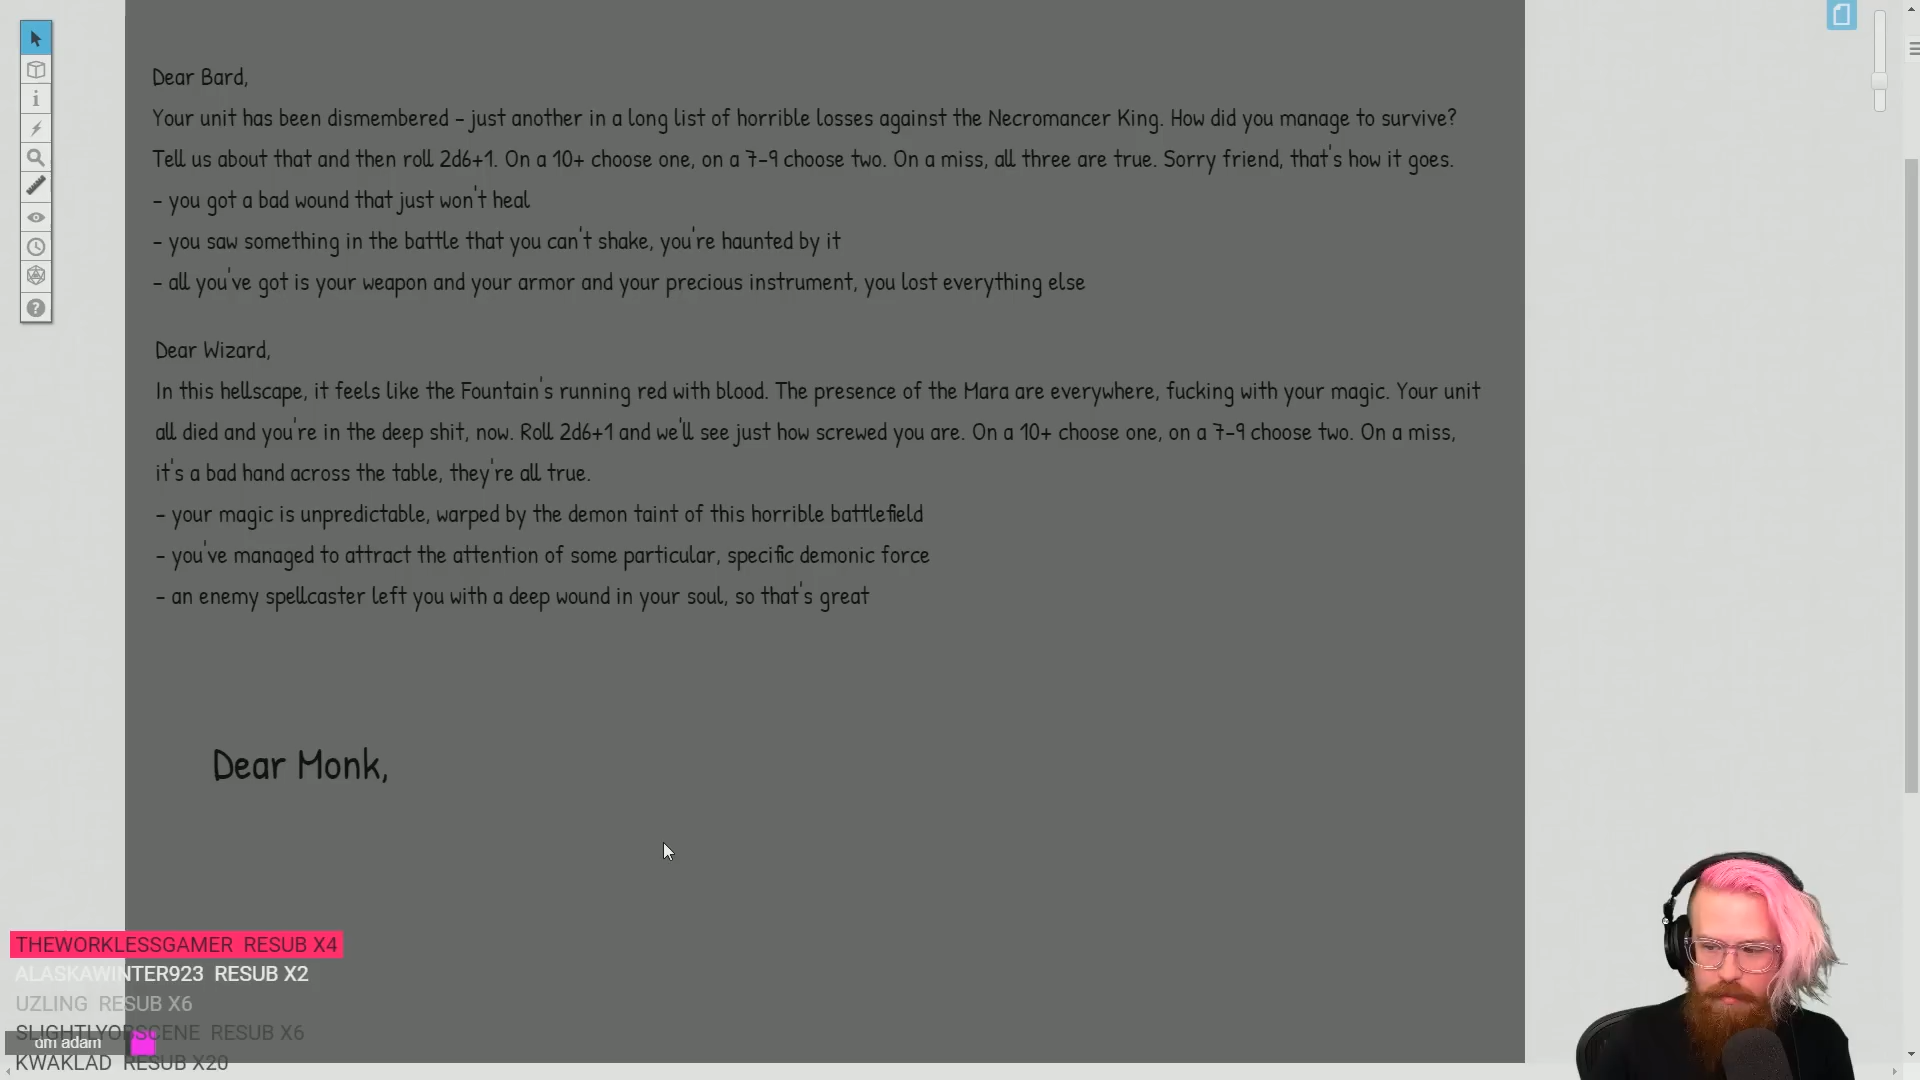 Dear Bard,
Your unit has been dismembered - just another in a long list of horrible losses against the Necromancer King. How did you manage to survive?
Tell us about that and then roll 2d6+1. On a 10+ choose one, on a 7-9 choose two. On a miss, all three are true. Sorry friend, that's how it goes.
- you got a bad wound that just won't heal
- you saw something in the battle that you can't shake, you're haunted by it
- all you've got is your weapon and your armor and your precious instrument, you lost everything else
Dear Wizard,
In this hellscape, it feels like the Fountain's running red with blood. The presence of the Mara are everywhere, fucking with your magic. Your unit
all died and you're in the deep shit, now. Roll 2d6+1 and we'll see just how screwed you are. On a 10+ choose one, on a 7-9 choose two. On a miss,
it's a bad hand across the table, they're all true.
- your magic is unpredictable, warped by the demon taint of this horrible battlefield
- you've managed to attract the attention of some particular, specific demonic force
- an enemy spellcaster left you with a deep wound in your soul, so that's great
Dear Monk,
THEWORKLESSGAMER RESUB X4
ALASKAWINTER923 RESUB X2
UZLING RESUB X6
SLIGHTLYOBSCENE RESUB X6
dm adam
KWAKLAD RESUB X20